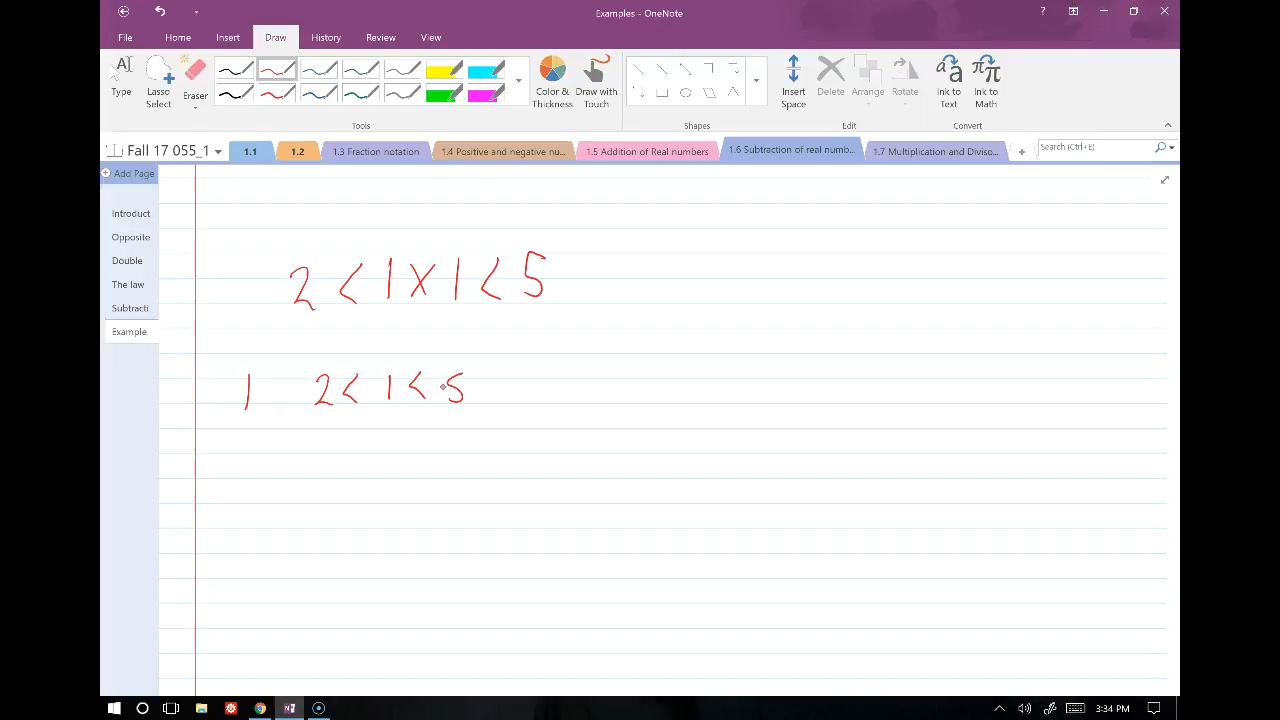 Examples - OneNote
?
File Home Insert Draw History Review View
Type
Lasso Select
Eraser
Color & Thickness
Draw with Touch
Insert Space
Delete
Arrange
Rotate
Ink to Text
Ink to Math
Tools Shapes Edit Convert
Fall 17 055_1 1.1 1.2 1.3 Fraction notation 1.4 Positive and negative nu... 1.5 Addition of Real numbers 1.6 Subtraction of real numb... 1.7 Multiplication and Diviso... Search (Ctrl+E)
Add Page
Introduct
Opposite
Double
The law
Subtracti
Example
2 < |x| < 5
1 2 < 1 < 5
3:34 PM